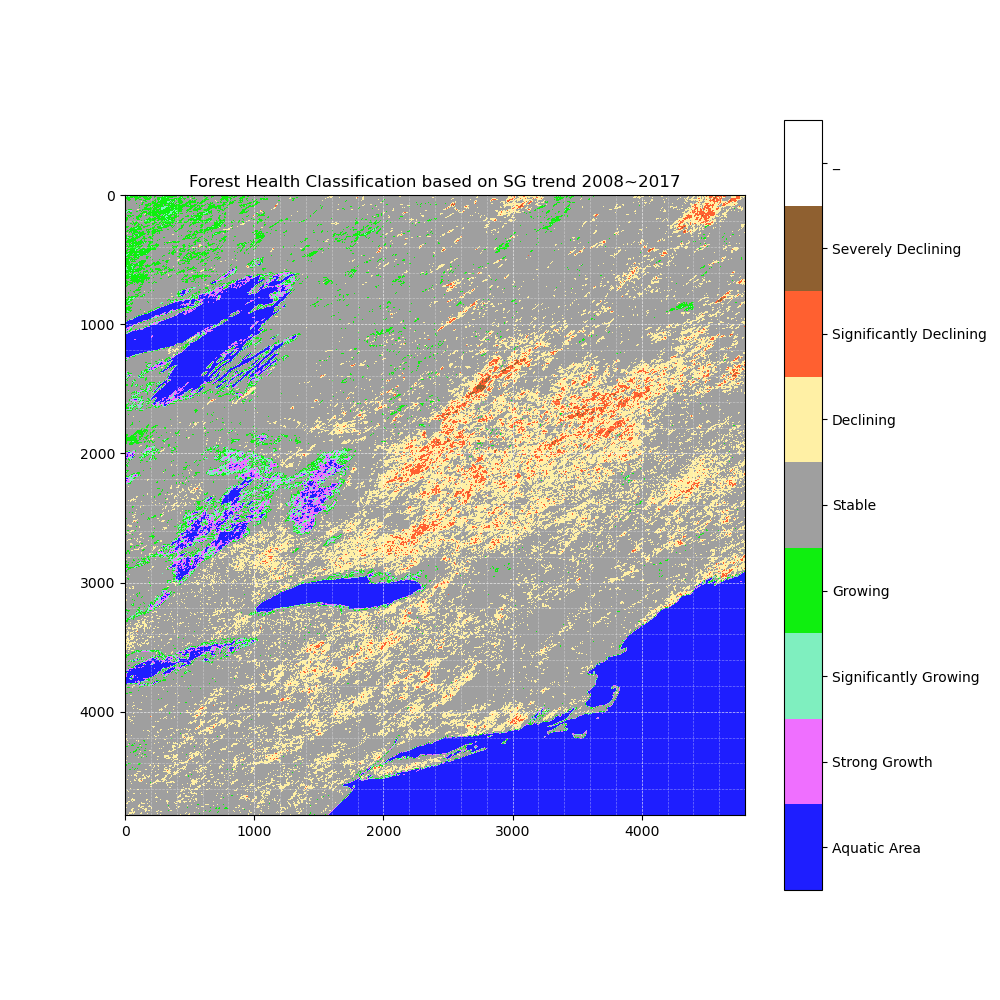 Forest Health Classification based on SG trend 2008~2017
0
1000
2000
3000
4000
0
1000
2000
3000
4000
–
Severely Declining
Significantly Declining
Declining
Stable
Growing
Significantly Growing
Strong Growth
Aquatic Area